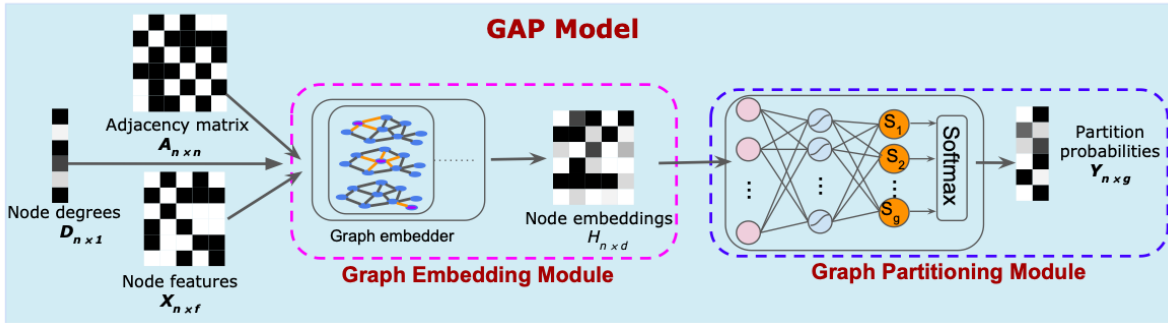 GAP Model
Adjacency matrix
A n×n
Node degrees
D n×1
Node features
X n×f
Graph embedder
Node embeddings
H n×d
Graph Embedding Module
S1
S2
Sg
Softmax
Partition
probabilities
Y n×g
Graph Partitioning Module